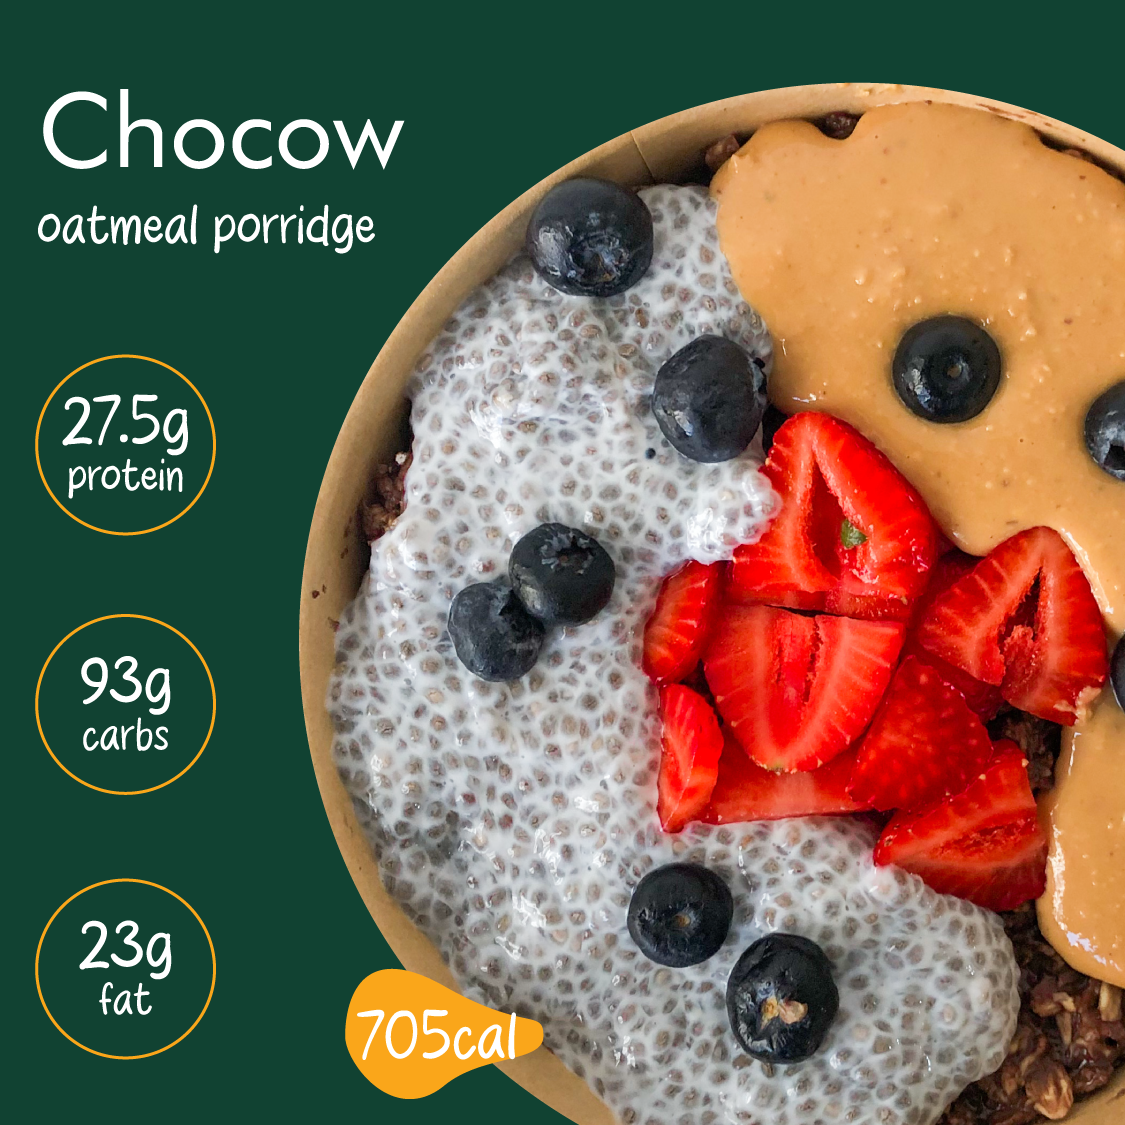 Chocow
oatmeal porridge
27.5g
protein
93g
carbs
23g
fat
705cal